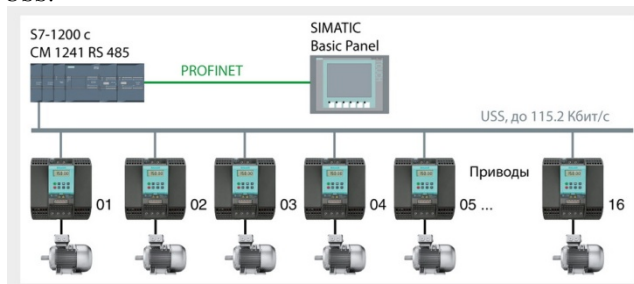 USS.
S7-1200 с
CM 1241 RS 485
SIMATIC
Basic Panel
PROFINET
USS, до 115.2 Кбит/с
Приводы
01 02 03 04 05 ... 16